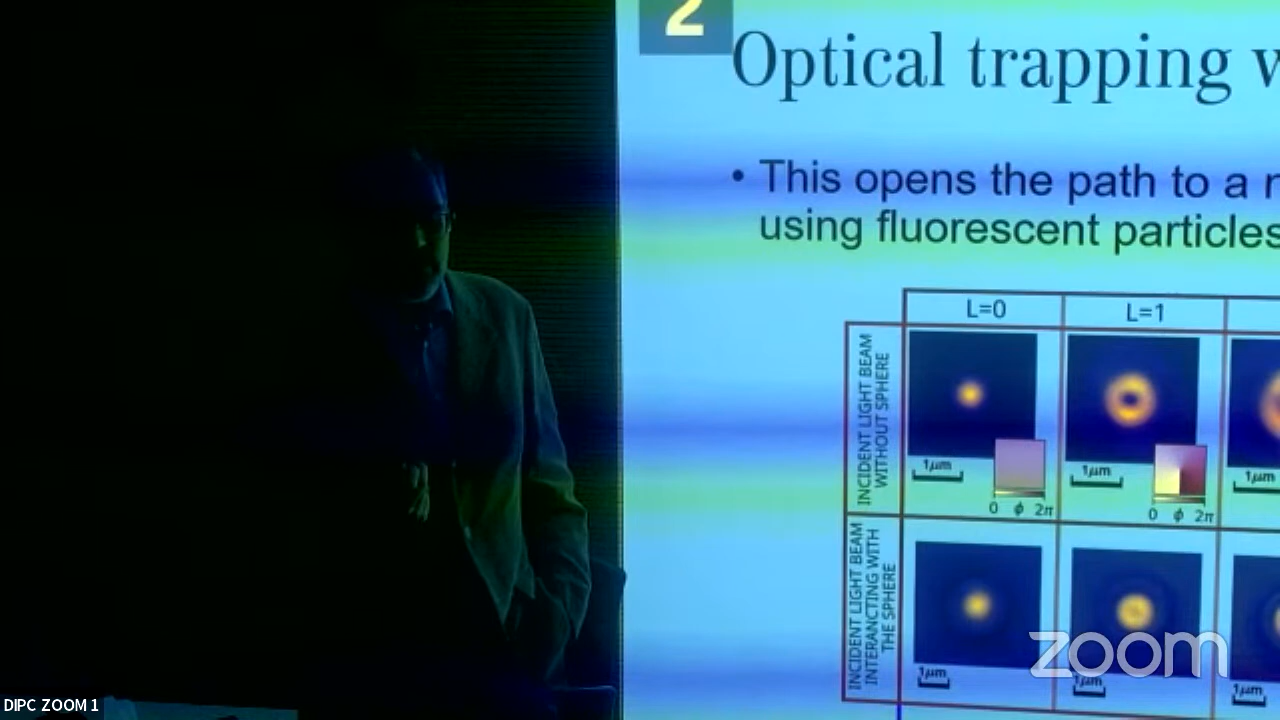 2
Optical trapping
• This opens the path to a
using fluorescent particles
L=0 L=1
INCIDENT LIGHT BEAM
WITHOUT SPHERE
1μm
0 ϕ 2π
1μm
0 ϕ 2π
1μm
INCIDENT LIGHT BEAM
INTERANCTING WITH
THE SPHERE
1μm
1μm
1μm
zoom
DIPC ZOOM 1